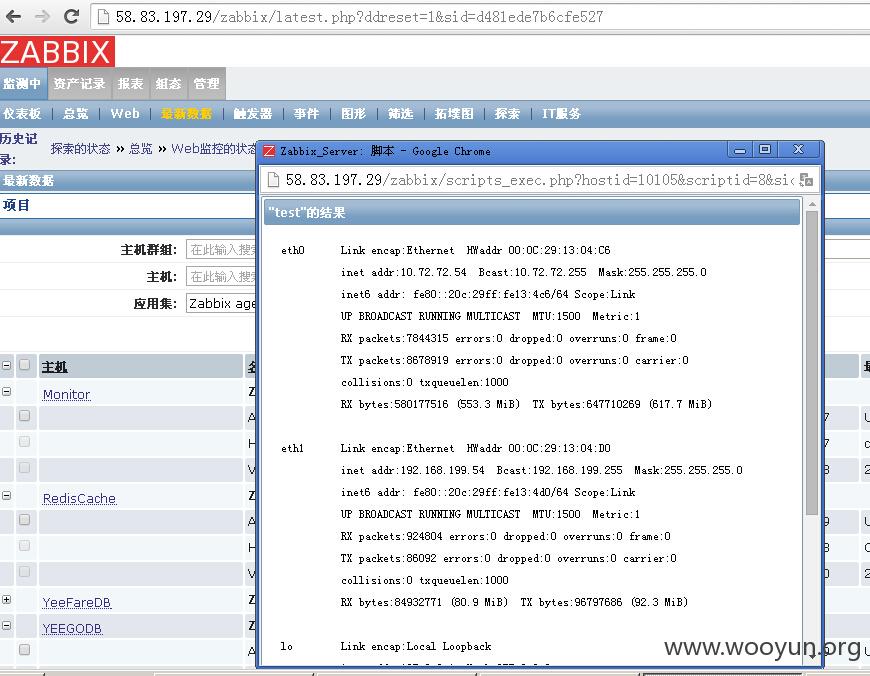 58.83.197.29/zabbix/latest.php?ddreset=1&sid=d481ede7b6cfe527
ZABBIX
监测中 资产记录 报表 组态 管理
仪表板 总览 Web 最新数据 触发器 事件 图形 筛选 拓墣图 探索 IT服务
历史记录: 探索的状态 » 总览 » Web监控的状态
最新数据
项目
主机群组: 在此输入搜
主机: 在此输入搜
应用集: Zabbix age
主机
Monitor
RedisCache
YeeFareDB
YEEGODB
Zabbix_Server: 脚本 - Google Chrome
58.83.197.29/zabbix/scripts_exec.php?hostid=10105&scriptid=8&si
"test"的结果
eth0 Link encap:Ethernet HWaddr 00:0C:29:13:04:C6
inet addr:10.72.72.54 Bcast:10.72.72.255 Mask:255.255.255.0
inet6 addr: fe80::20c:29ff:fe13:4c6/64 Scope:Link
UP BROADCAST RUNNING MULTICAST MTU:1500 Metric:1
RX packets:7844315 errors:0 dropped:0 overruns:0 frame:0
TX packets:8678919 errors:0 dropped:0 overruns:0 carrier:0
collisions:0 txqueuelen:1000
RX bytes:580177516 (553.3 MiB) TX bytes:647710269 (617.7 MiB)
eth1 Link encap:Ethernet HWaddr 00:0C:29:13:04:D0
inet addr:192.168.199.54 Bcast:192.168.199.255 Mask:255.255.255.0
inet6 addr: fe80::20c:29ff:fe13:4d0/64 Scope:Link
UP BROADCAST RUNNING MULTICAST MTU:1500 Metric:1
RX packets:924804 errors:0 dropped:0 overruns:0 frame:0
TX packets:86092 errors:0 dropped:0 overruns:0 carrier:0
collisions:0 txqueuelen:1000
RX bytes:84932771 (80.9 MiB) TX bytes:96797686 (92.3 MiB)
lo Link encap:Local Loopback
www.wooyun.org